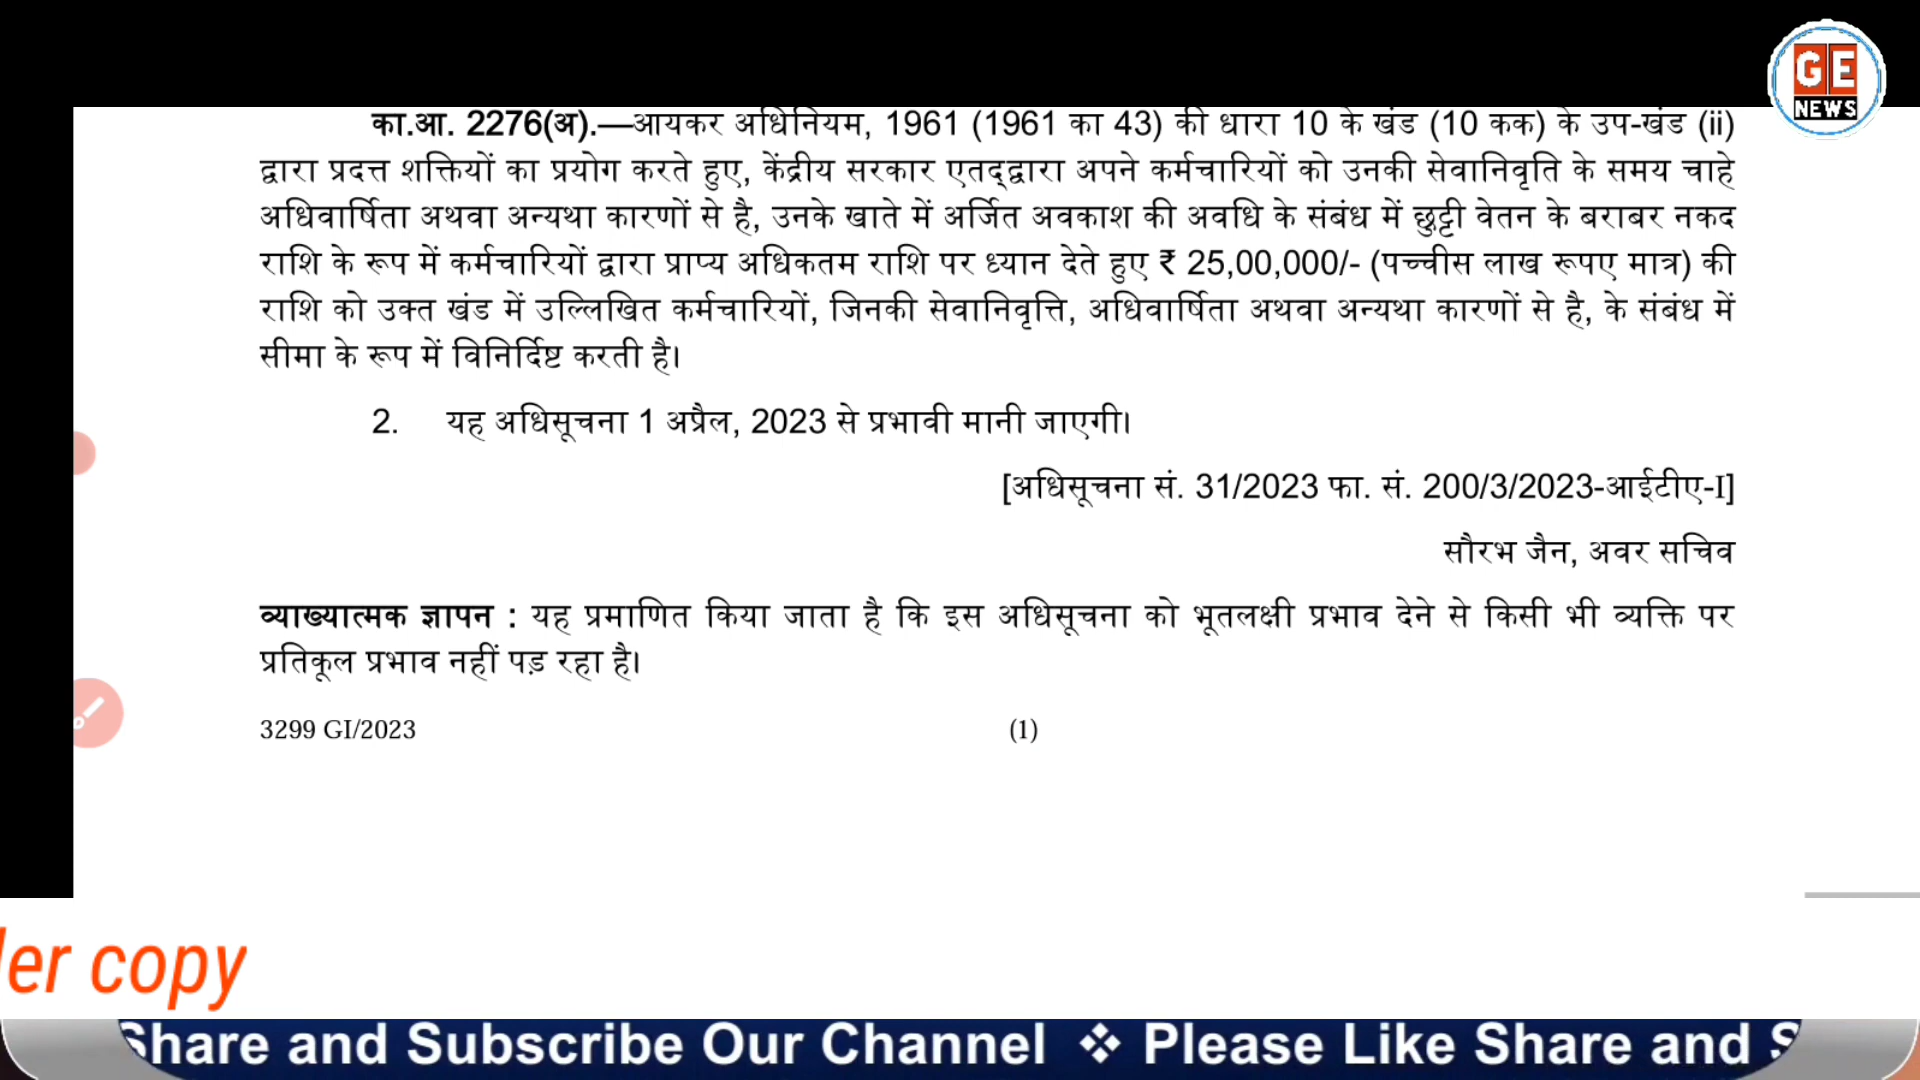 GE
NEWS
का.आ. 2276(अ).—आयकर अधिनियम, 1961 (1961 का 43) की धारा 10 के खंड (10 कक) के उप-खंड (ii)
द्वारा प्रदत्त शक्तियों का प्रयोग करते हुए, केंद्रीय सरकार एतद्द्वारा अपने कर्मचारियों को उनकी सेवानिवृति के समय चाहे
अधिवार्षिता अथवा अन्यथा कारणों से है, उनके खाते में अर्जित अवकाश की अवधि के संबंध में छुट्टी वेतन के बराबर नकद
राशि के रूप में कर्मचारियों द्वारा प्राप्य अधिकतम राशि पर ध्यान देते हुए ₹ 25,00,000/- (पच्चीस लाख रूपए मात्र) की
राशि को उक्त खंड में उल्लिखित कर्मचारियों, जिनकी सेवानिवृत्ति, अधिवार्षिता अथवा अन्यथा कारणों से है, के संबंध में
सीमा के रूप में विनिर्दिष्ट करती है।
2. यह अधिसूचना 1 अप्रैल, 2023 से प्रभावी मानी जाएगी।
[अधिसूचना सं. 31/2023 फा. सं. 200/3/2023-आईटीए-I]
सौरभ जैन, अवर सचिव
व्याख्यात्मक ज्ञापन : यह प्रमाणित किया जाता है कि इस अधिसूचना को भूतलक्षी प्रभाव देने से किसी भी व्यक्ति पर
प्रतिकूल प्रभाव नहीं पड़ रहा है।
3299 GI/2023 (1)
er copy
Share and Subscribe Our Channel ❖ Please Like Share and S